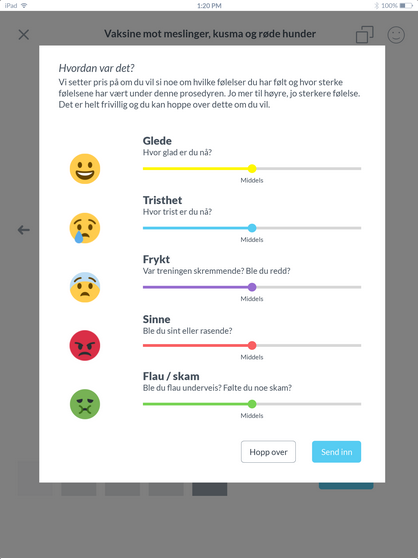 iPad
1:20 PM
100%
Vaksine mot meslinger, kusma og røde hunder
Hvordan var det?
Vi setter pris på om du vil si noe om hvilke følelser du har følt og hvor sterke
følelsene har vært under denne prosedyren. Jo mer til høyre, jo sterkere følelse.
Det er helt frivillig og du kan hoppe over dette om du vil.
Glede
Hvor glad er du nå?
Middels
Tristhet
Hvor trist er du nå?
Middels
Frykt
Var treningen skremmende? Ble du redd?
Middels
Sinne
Ble du sint eller rasende?
Middels
Flau / skam
Ble du flau underveis? Følte du noe skam?
Middels
Hopp over
Send inn